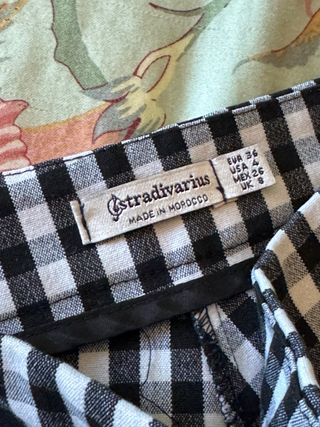 stradivarius
MADE IN MOROCCO
EUR 36
USA 4
MEX 26
UK 8